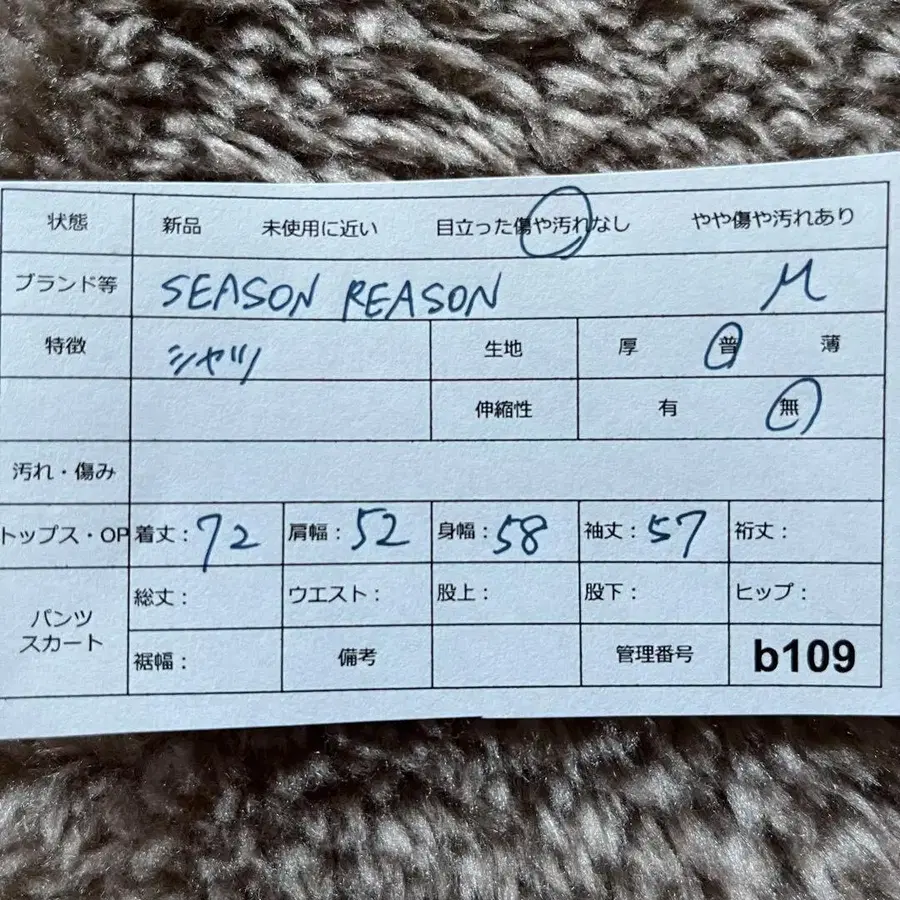 状態 新品 未使用に近い 目立った傷や汚れなし やや傷や汚れあり
ブランド等 SEASON REASON M
特徴 シャツ 生地 厚 普 薄
伸縮性 有 無
汚れ・傷み
トップス・OP 着丈：72 肩幅：52 身幅：58 袖丈：57 裄丈：
パンツ
スカート
総丈： ウエスト： 股上： 股下： ヒップ：
裾幅： 備考 管理番号 b109